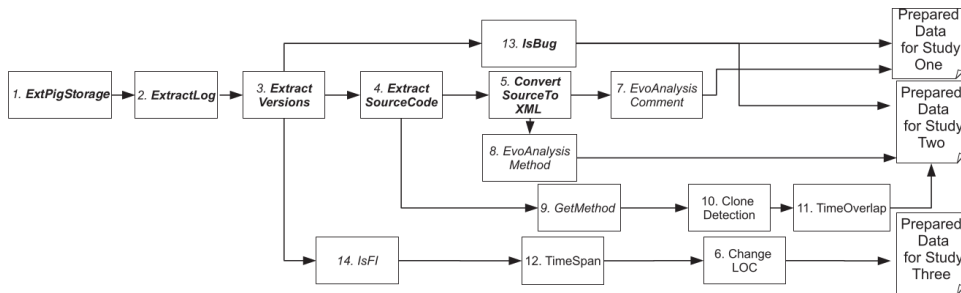 13. IsBug
Prepared
Data
for Study
One
1. ExtPigStorage
2. ExtractLog
3. Extract
Versions
4. Extract
SourceCode
5. Convert
SourceTo
XML
7. EvoAnalysis
Comment
Prepared
Data
for Study
Two
8. EvoAnalysis
Method
9. GetMethod
10. Clone
Detection
11. TimeOverlap
14. IsFI
12. TimeSpan
6. Change
LOC
Prepared
Data
for Study
Three